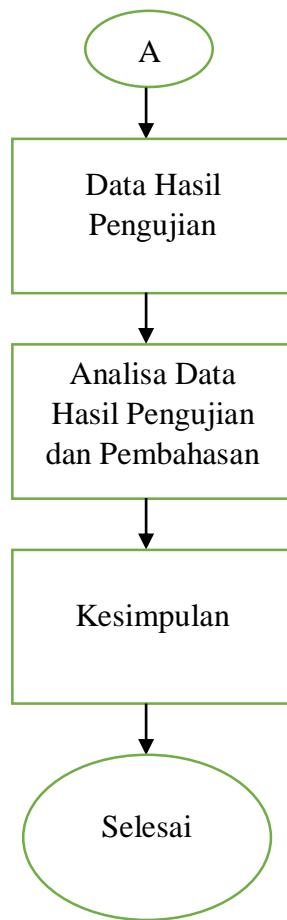 A
Data Hasil
Pengujian
Analisa Data
Hasil Pengujian
dan Pembahasan
Kesimpulan
Selesai